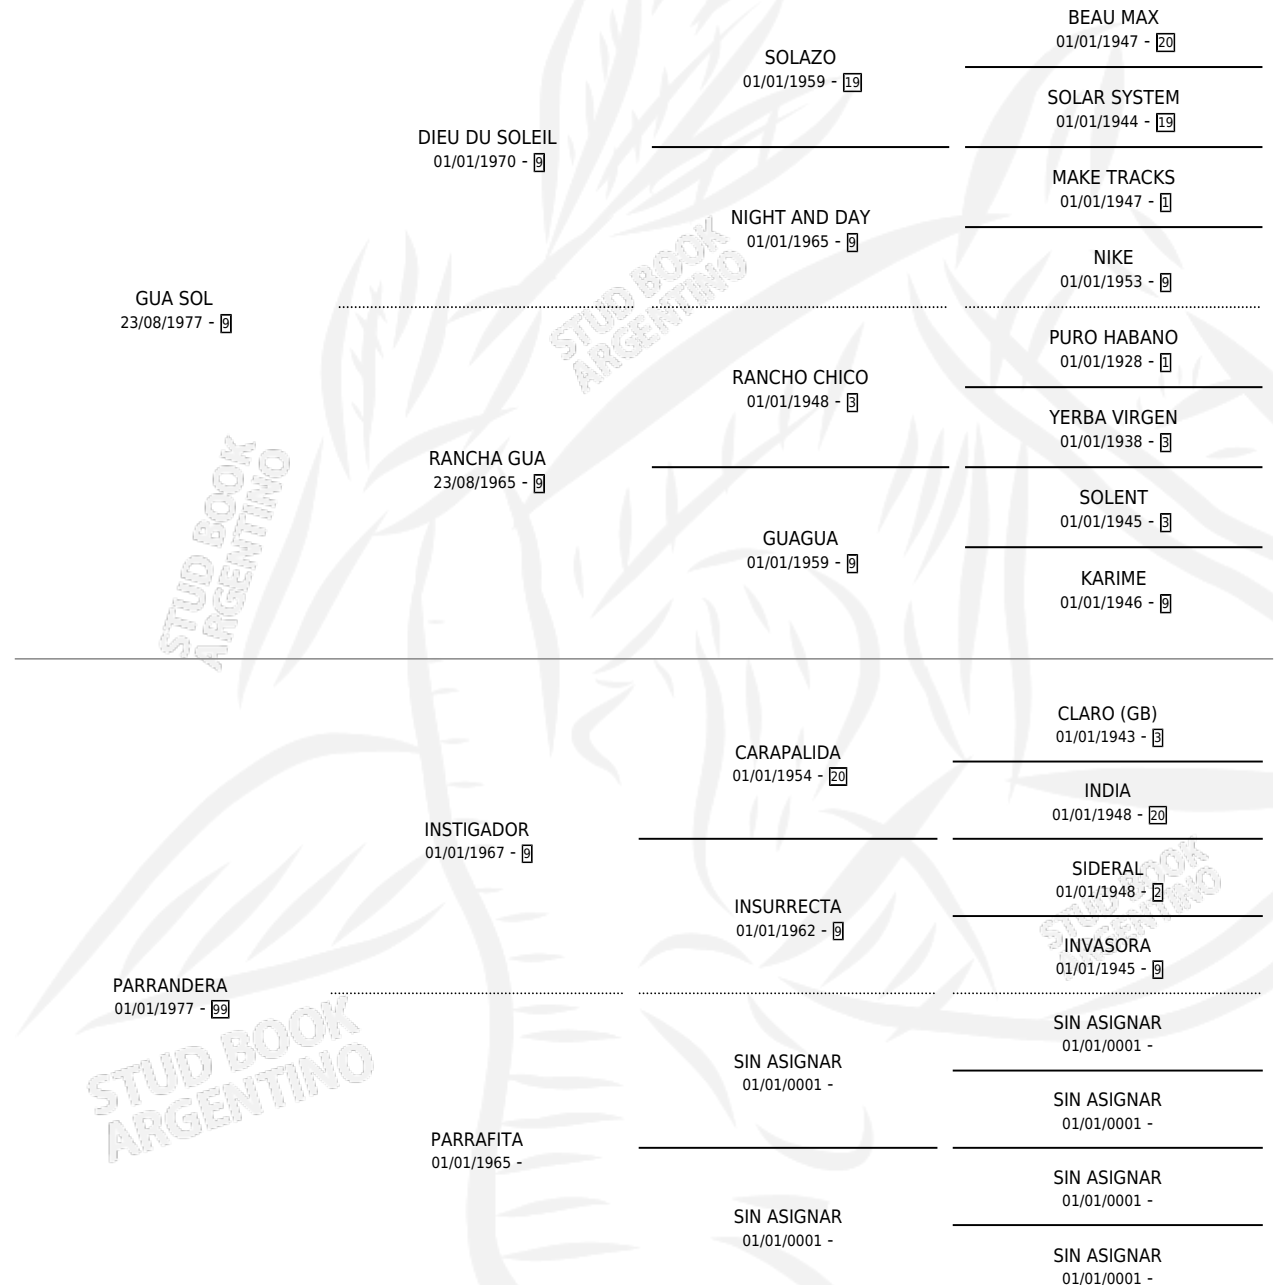 BEAU MAX
01/01/1947 - 20
SOLAZO
01/01/1959 - 19
SOLAR SYSTEM
01/01/1944 - 19
DIEU DU SOLEIL
01/01/1970 - 9
MAKE TRACKS
01/01/1947 - 1
NIGHT AND DAY
01/01/1965 - 9
NIKE
01/01/1953 - 9
GUA SOL
23/08/1977 - 9
PURO HABANO
01/01/1928 - 1
RANCHO CHICO
01/01/1948 - 3
YERBA VIRGEN
01/01/1938 - 3
RANCHA GUA
23/08/1965 - 9
SOLENT
01/01/1945 - 3
GUAGUA
01/01/1959 - 9
KARIME
01/01/1946 - 9
STUD BOOK
ARGENTINO
STUD BOOK
ARGENTINO
CLARO (GB)
01/01/1943 - 3
CARAPALIDA
01/01/1954 - 20
INDIA
01/01/1948 - 20
INSTIGADOR
01/01/1967 - 9
SIDERAL
01/01/1948 - 2
INSURRECTA
01/01/1962 - 9
INVASORA
01/01/1945 - 9
PARRANDERA
01/01/1977 - 99
SIN ASIGNAR
01/01/0001 -
SIN ASIGNAR
01/01/0001 -
SIN ASIGNAR
01/01/0001 -
PARRAFITA
01/01/1965 -
SIN ASIGNAR
01/01/0001 -
SIN ASIGNAR
01/01/0001 -
SIN ASIGNAR
01/01/0001 -
STUD BOOK
ARGENTINO
STUD BOOK
ARGENTINO